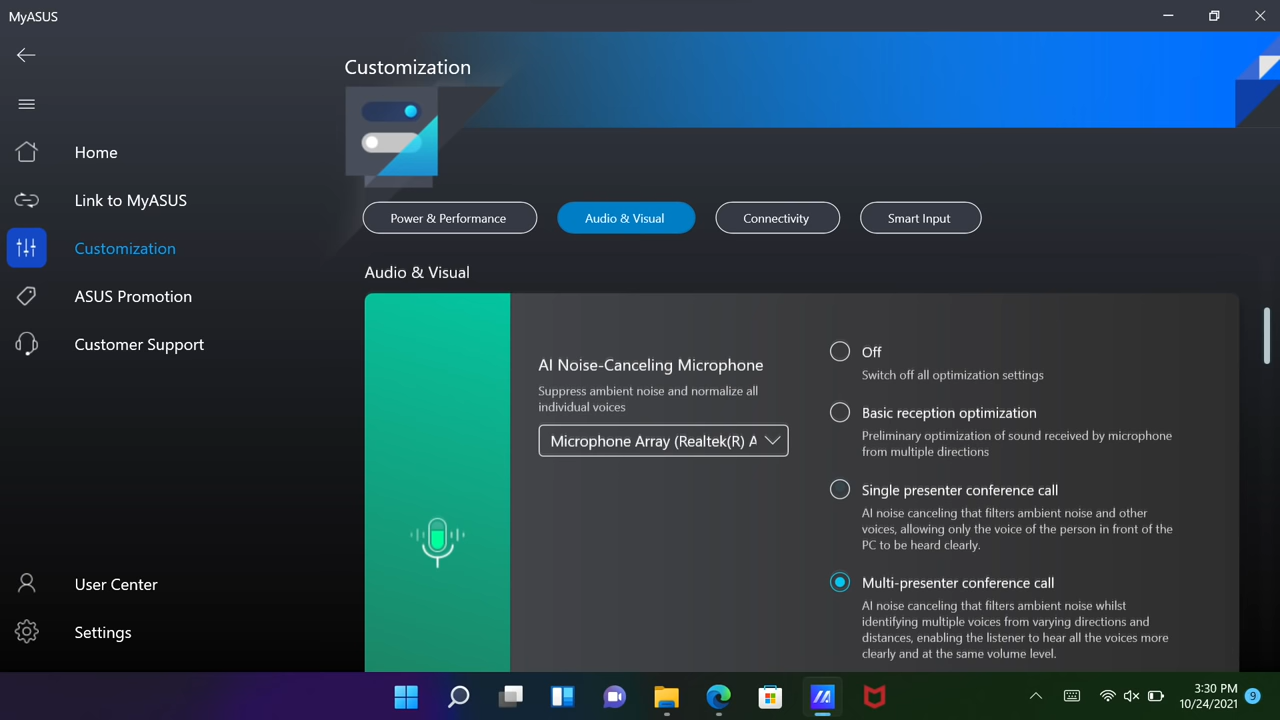 MyASUS
Customization
Home
Link to MyASUS
Customization
ASUS Promotion
Customer Support
User Center
Settings
Power & Performance
Audio & Visual
Connectivity
Smart Input
Audio & Visual
AI Noise-Canceling Microphone
Suppress ambient noise and normalize all
individual voices
Microphone Array (Realtek(R) A
Off
Switch off all optimization settings
Basic reception optimization
Preliminary optimization of sound received by microphone
from multiple directions
Single presenter conference call
AI noise canceling that filters ambient noise and other
voices, allowing only the voice of the person in front of the
PC to be heard clearly.
Multi-presenter conference call
AI noise canceling that filters ambient noise whilst
identifying multiple voices from varying directions and
distances, enabling the listener to hear all the voices more
clearly and at the same volume level.
3:30 PM
10/24/2021
9